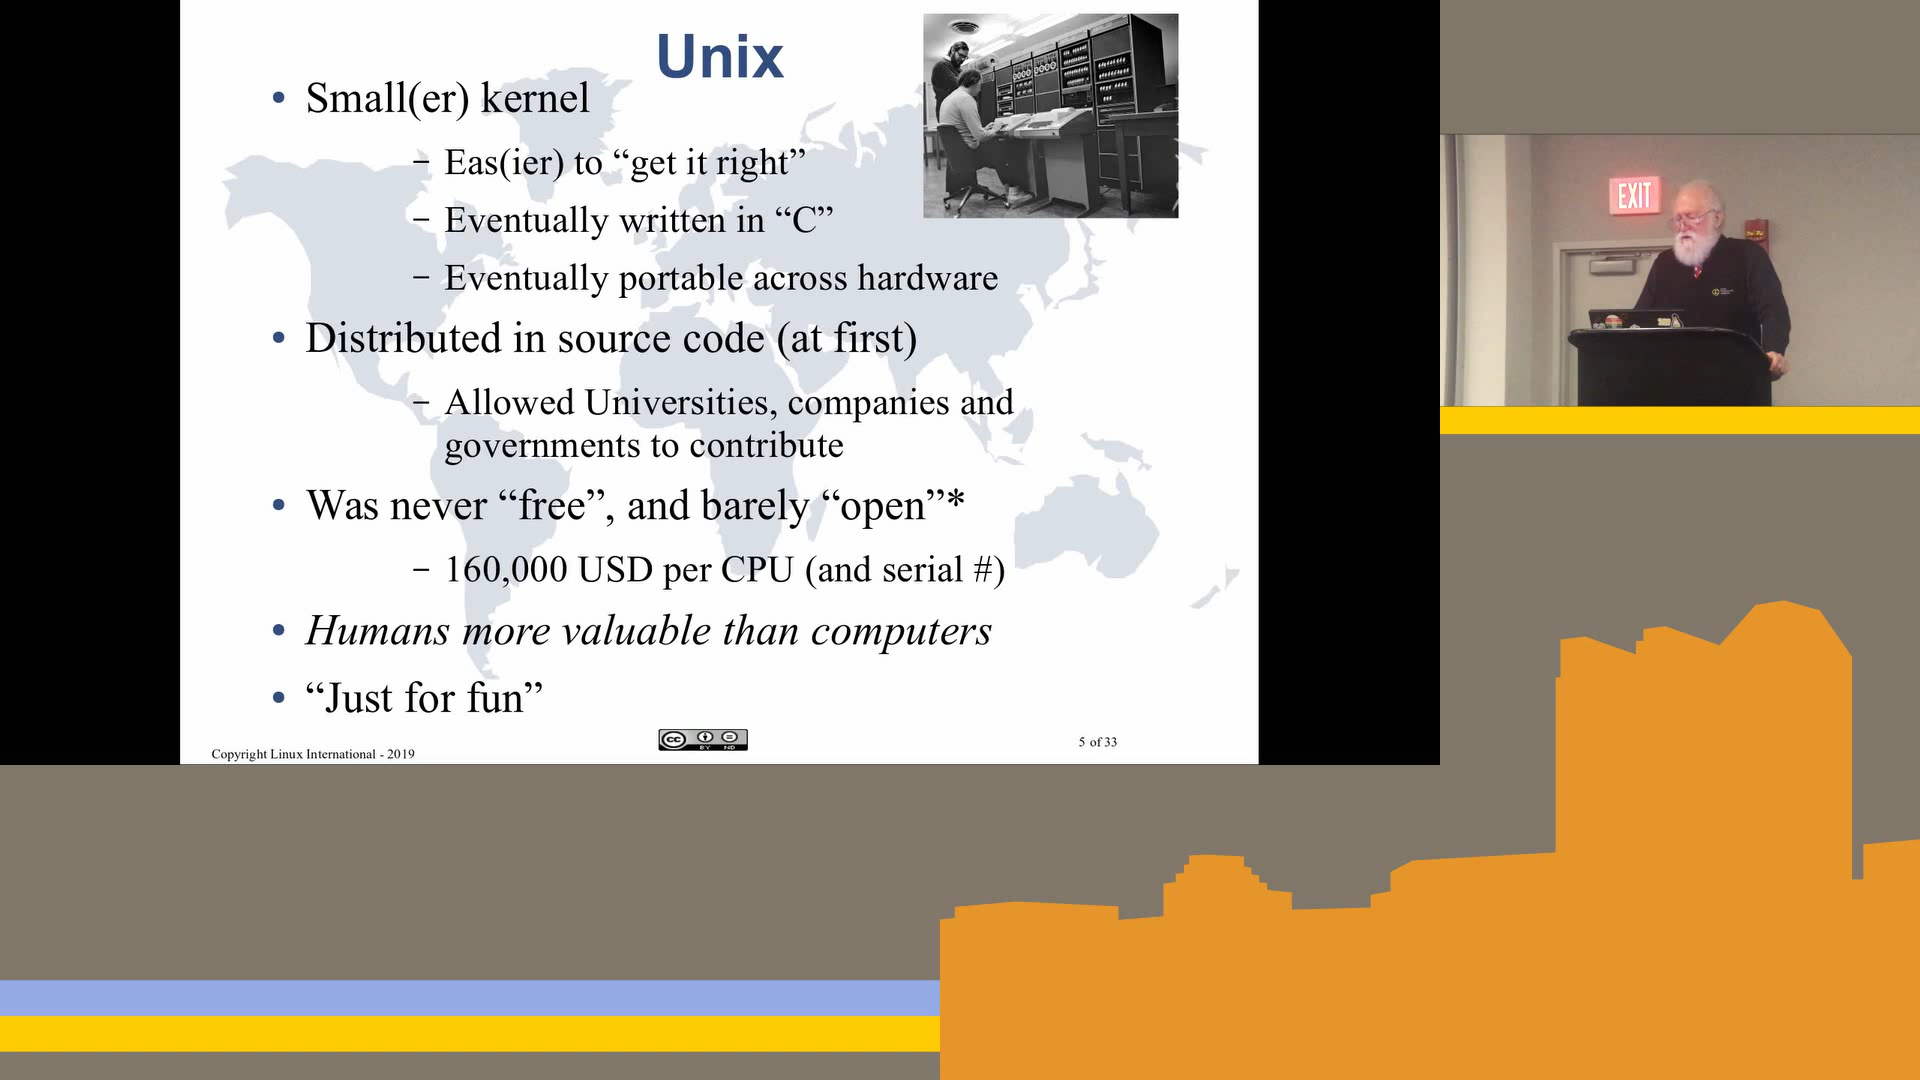 Unix
• Small(er) kernel
– Eas(ier) to “get it right”
– Eventually written in “C”
– Eventually portable across hardware
• Distributed in source code (at first)
– Allowed Universities, companies and
governments to contribute
• Was never “free”, and barely “open”*
– 160,000 USD per CPU (and serial #)
• Humans more valuable than computers
• “Just for fun”
Copyright Linux International - 2019
CC BY ND
5 of 33
EXIT